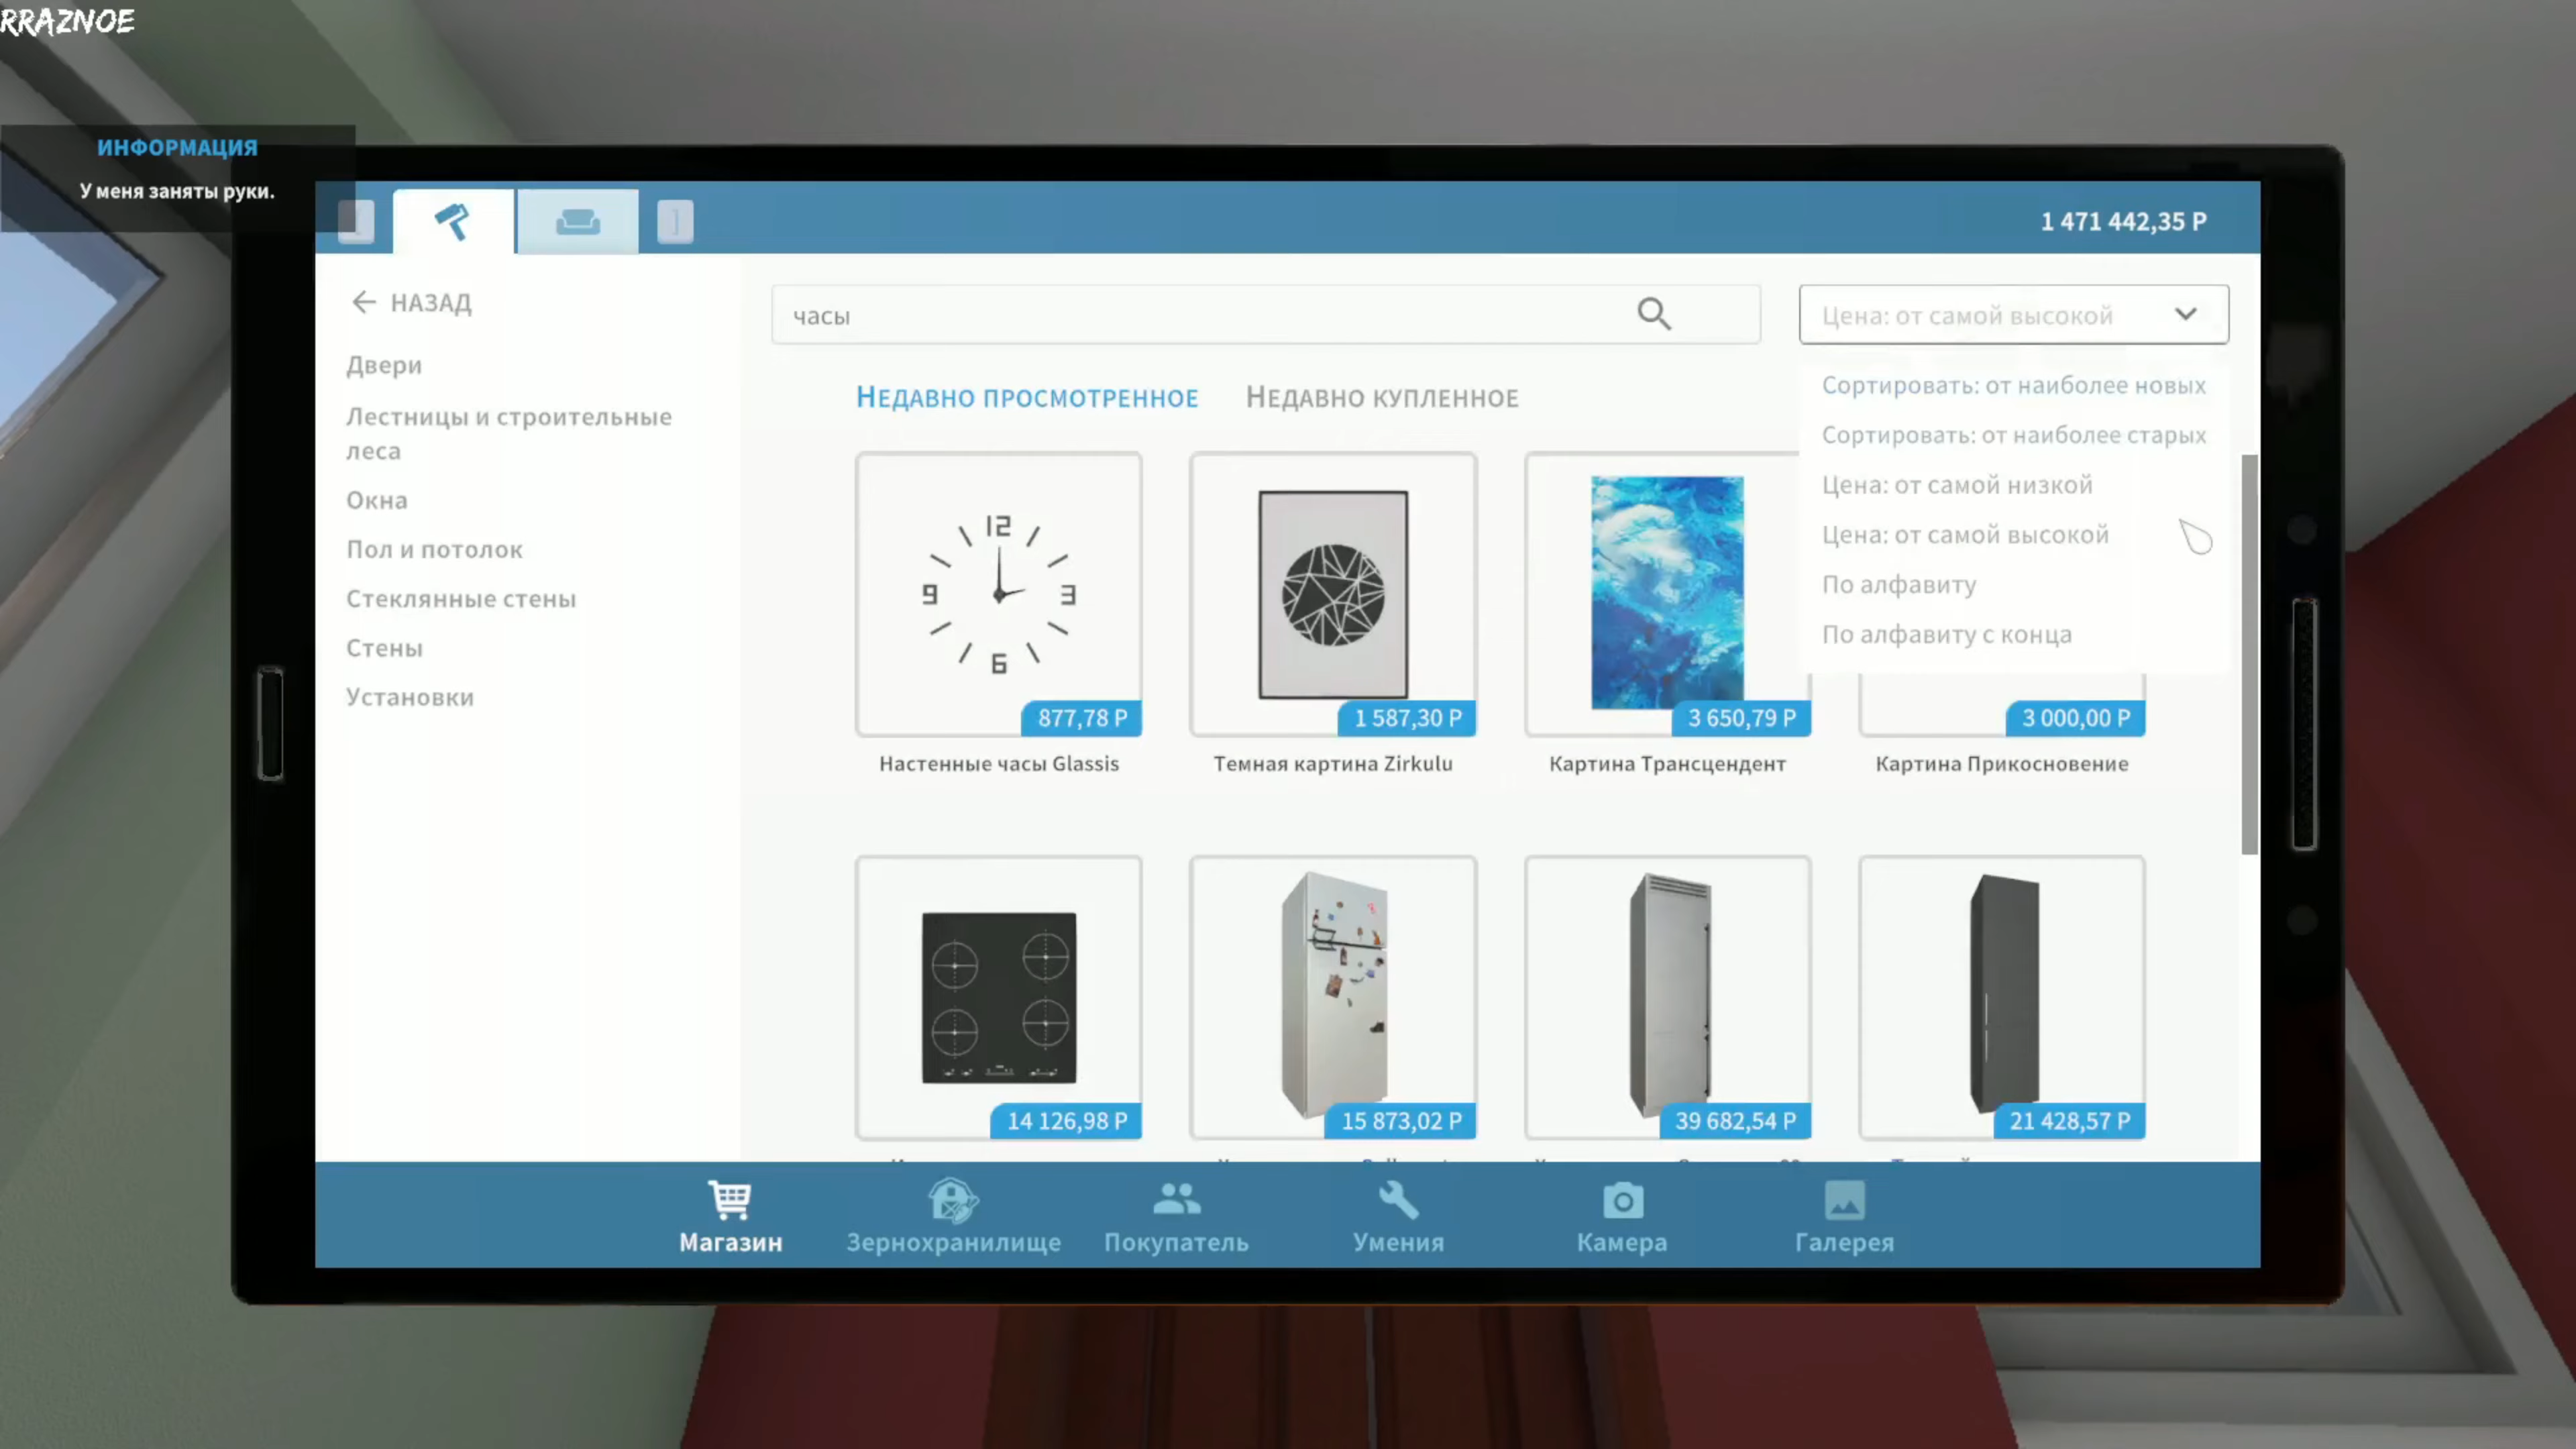 RRAZNOE
ИНФОРМАЦИЯ
У меня заняты руки.
1 471 442,35 Р
НАЗАД
Двери
Лестницы и строительные
леса
Окна
Пол и потолок
Стеклянные стены
Стены
Установки
часы
Цена: от самой высокой
Сортировать: от наиболее новых
Сортировать: от наиболее старых
Цена: от самой низкой
Цена: от самой высокой
По алфавиту
По алфавиту с конца
НЕДАВНО ПРОСМОТРЕННОЕ
НЕДАВНО КУПЛЕННОЕ
12
9
3
6
877,78 Р
1 587,30 Р
3 650,79 Р
3 000,00 Р
Настенные часы Glassis
Темная картина Zirkulu
Картина Трансцендент
Картина Прикосновение
14 126,98 Р
15 873,02 Р
39 682,54 Р
21 428,57 Р
Магазин
Зернохранилище
Покупатель
Умения
Камера
Галерея